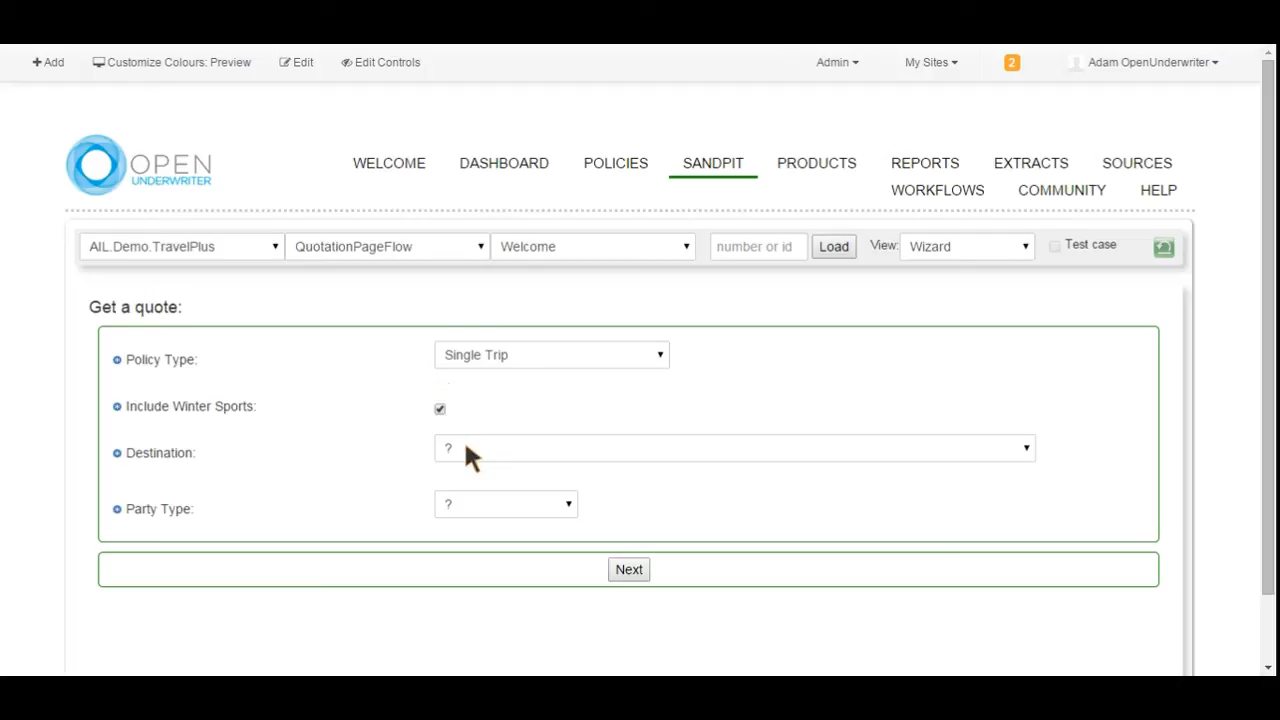 Add Customize Colours: Preview Edit Edit Controls Admin My Sites 2 Adam OpenUnderwriter
OPEN
UNDERWRITER
WELCOME DASHBOARD POLICIES SANDPIT PRODUCTS REPORTS EXTRACTS SOURCES
WORKFLOWS COMMUNITY HELP
AIL.Demo.TravelPlus QuotationPageFlow Welcome number or id Load View: Wizard Test case
Get a quote:
Policy Type: Single Trip
Include Winter Sports:
Destination: ?
Party Type: ?
Next